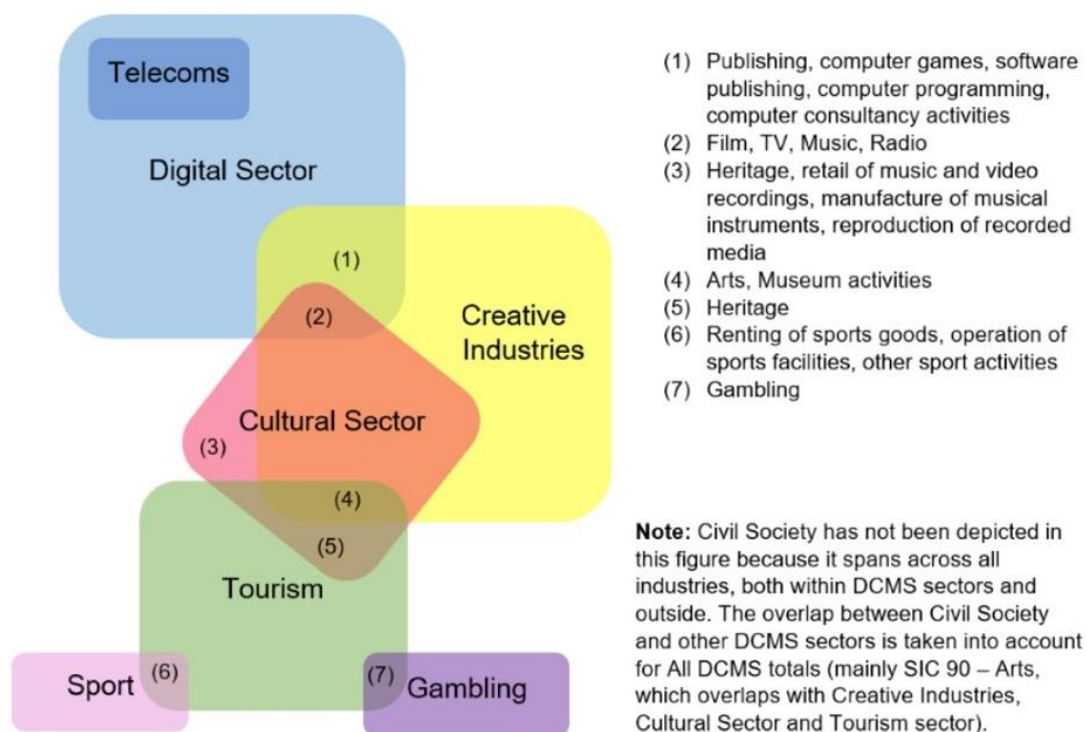 Telecoms
Digital Sector
(1)
(2)
Creative
Industries
Cultural Sector
(3)
(4)
(5)
Tourism
Sport
(6)
(7)
Gambling
(1) Publishing, computer games, software
publishing, computer programming,
computer consultancy activities
(2) Film, TV, Music, Radio
(3) Heritage, retail of music and video
recordings, manufacture of musical
instruments, reproduction of recorded
media
(4) Arts, Museum activities
(5) Heritage
(6) Renting of sports goods, operation of
sports facilities, other sport activities
(7) Gambling
Note: Civil Society has not been depicted in
this figure because it spans across all
industries, both within DCMS sectors and
outside. The overlap between Civil Society
and other DCMS sectors is taken into account
for All DCMS totals (mainly SIC 90 – Arts,
which overlaps with Creative Industries,
Cultural Sector and Tourism sector).